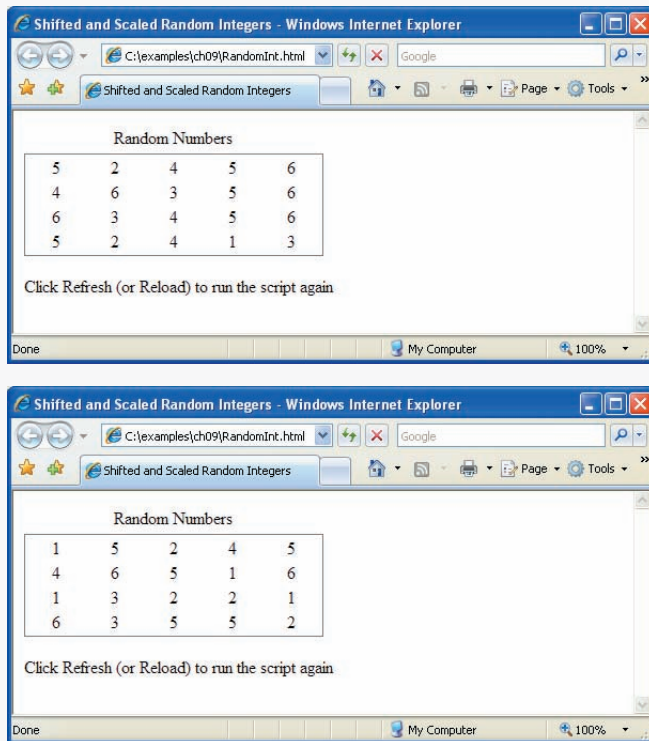 Shifted and Scaled Random Integers - Windows Internet Explorer
C:\examples\ch09\RandomInt.html
Google
Shifted and Scaled Random Integers
Page
Tools
Random Numbers
5 2 4 5 6
4 6 3 5 6
6 3 4 5 6
5 2 4 1 3
Click Refresh (or Reload) to run the script again
Done
My Computer
100%
Shifted and Scaled Random Integers - Windows Internet Explorer
C:\examples\ch09\RandomInt.html
Google
Shifted and Scaled Random Integers
Page
Tools
Random Numbers
1 5 2 4 5
4 6 5 1 6
1 3 2 2 1
6 3 5 5 2
Click Refresh (or Reload) to run the script again
Done
My Computer
100%